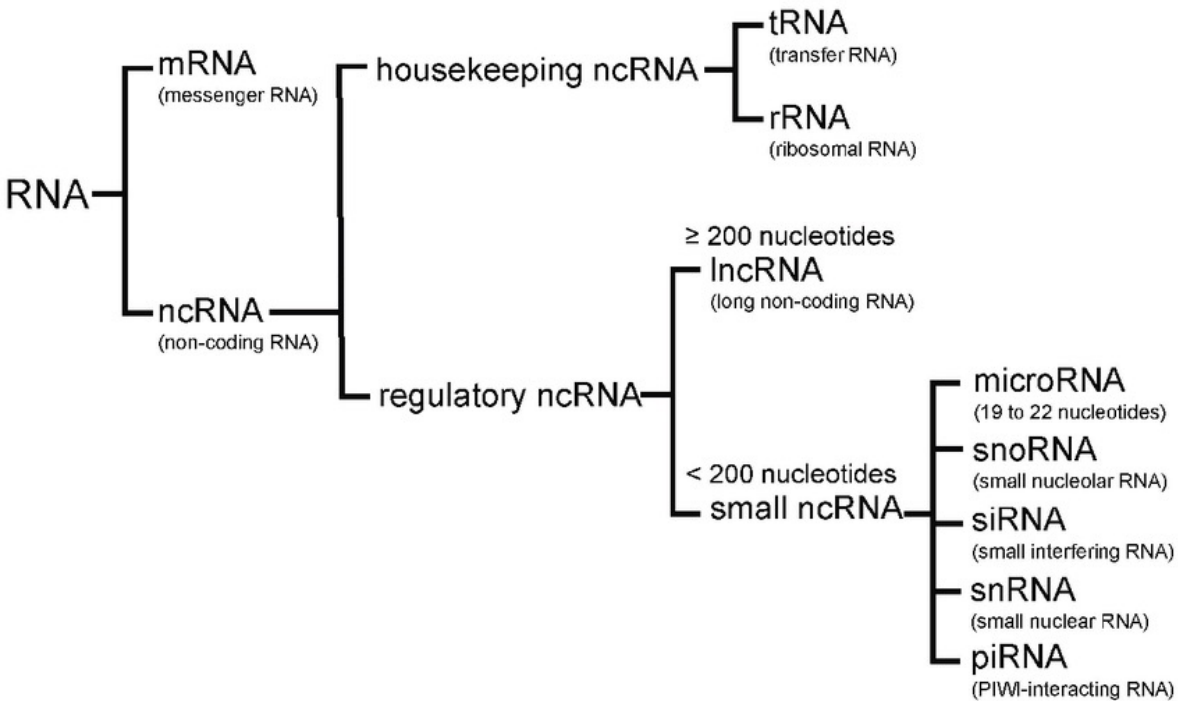 RNA
mRNA
(messenger RNA)
ncRNA
(non-coding RNA)
housekeeping ncRNA
tRNA
(transfer RNA)
rRNA
(ribosomal RNA)
regulatory ncRNA
≥ 200 nucleotides
lncRNA
(long non-coding RNA)
< 200 nucleotides
small ncRNA
microRNA
(19 to 22 nucleotides)
snoRNA
(small nucleolar RNA)
siRNA
(small interfering RNA)
snRNA
(small nuclear RNA)
piRNA
(PIWI-interacting RNA)